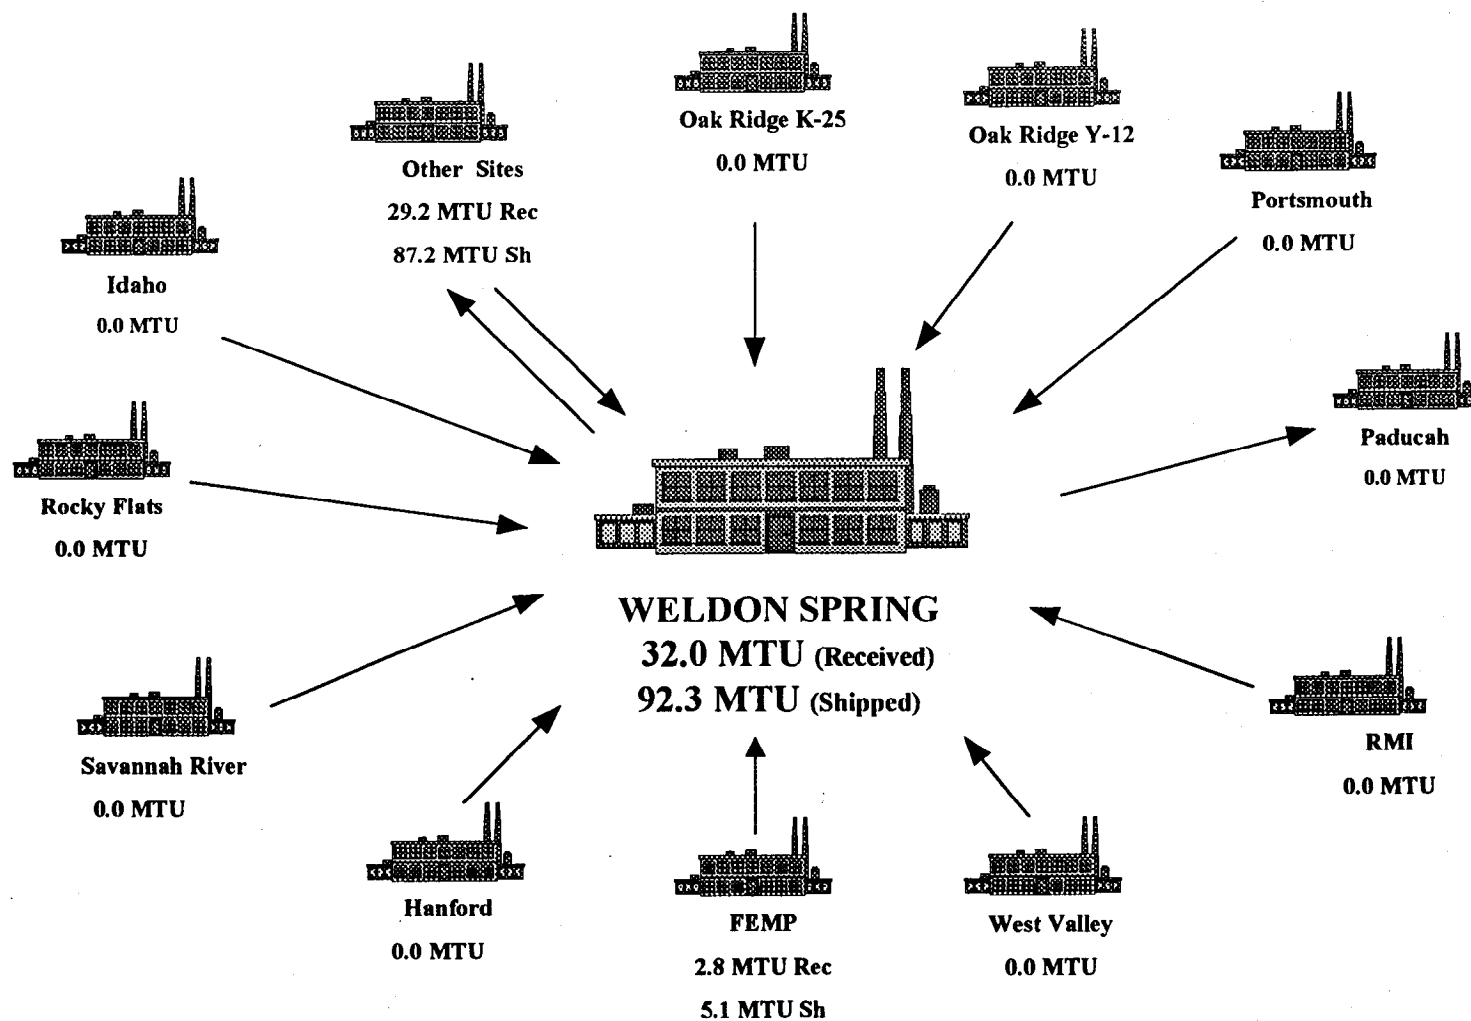 Oak Ridge K-25
0.0 MTU
Oak Ridge Y-12
0.0 MTU
Other Sites
29.2 MTU Rec
87.2 MTU Sh
Portsmouth
0.0 MTU
Idaho
0.0 MTU
Paducah
0.0 MTU
Rocky Flats
0.0 MTU
WELDON SPRING
32.0 MTU (Received)
92.3 MTU (Shipped)
RMI
0.0 MTU
Savannah River
0.0 MTU
Hanford
0.0 MTU
FEMP
2.8 MTU Rec
5.1 MTU Sh
West Valley
0.0 MTU